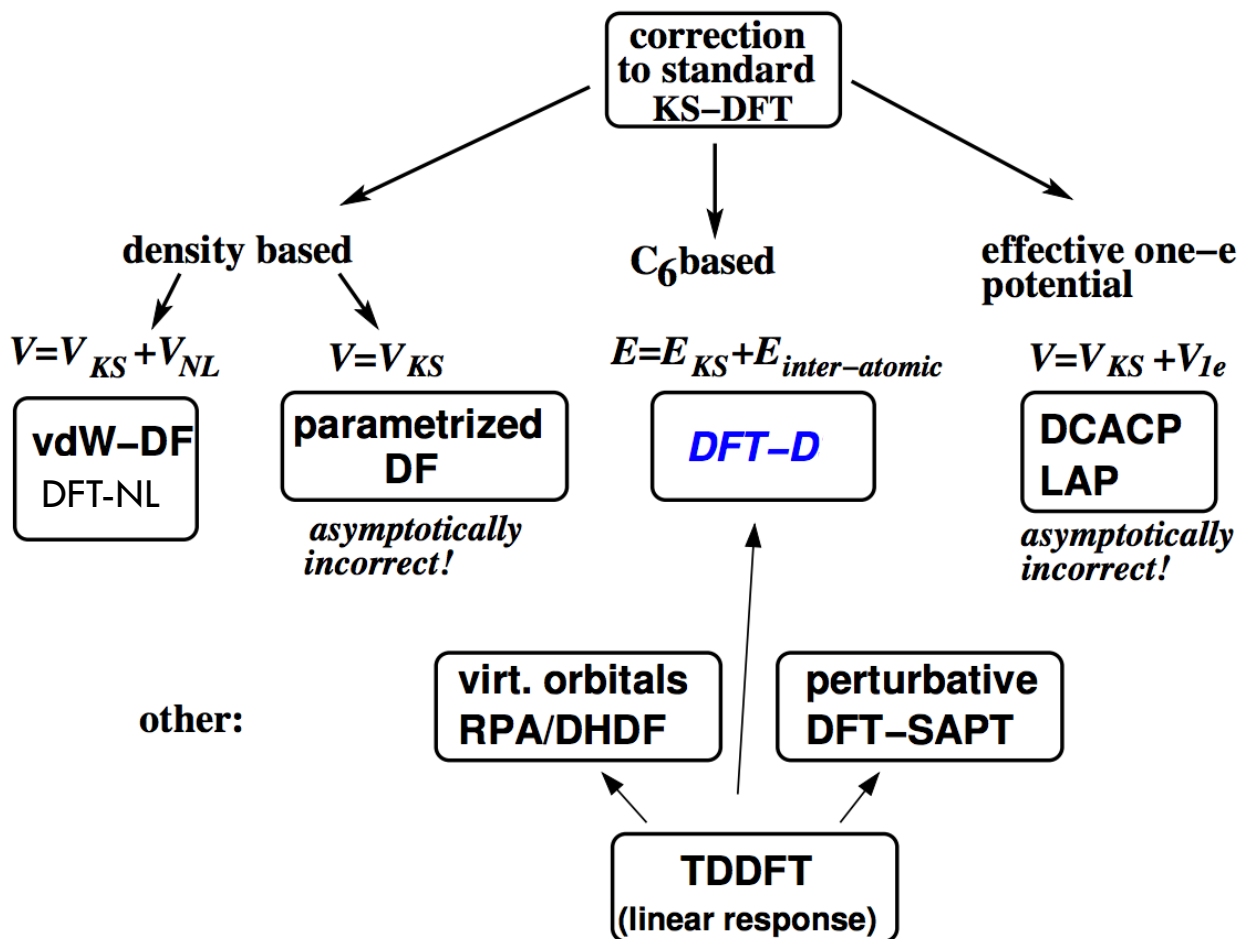 correction
to standard
KS–DFT
density based
C6based
effective one–e
potential
V=VKS+VNL
V=VKS
E=EKS+Einter–atomic
V=VKS+V1e
vdW–DF
DFT-NL
parametrized
DF
DFT–D
DCACP
LAP
asymptotically
incorrect!
asymptotically
incorrect!
other:
virt. orbitals
RPA/DHDF
perturbative
DFT–SAPT
TDDFT
(linear response)